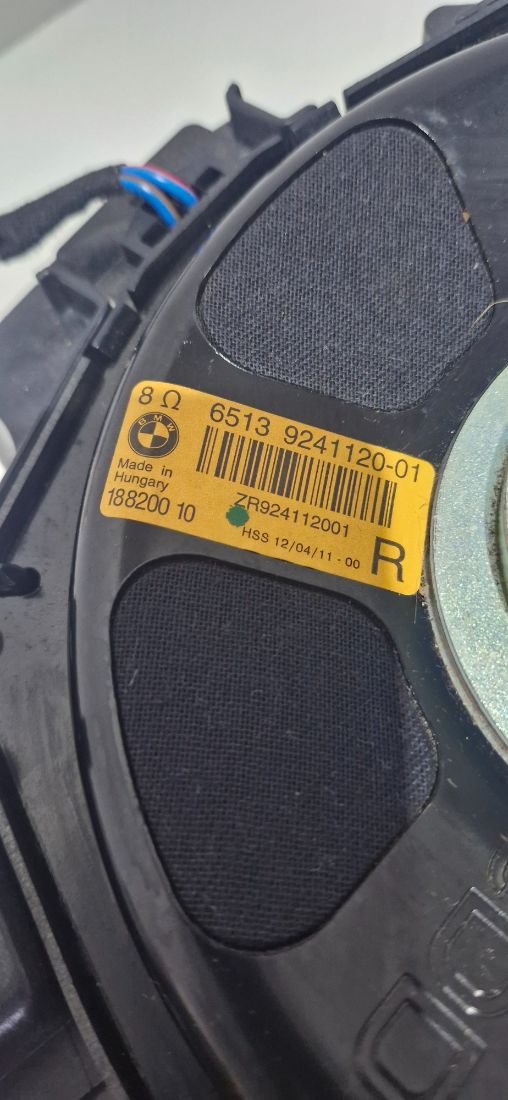 8 Ω
BMW
6513 9241120-01
Made in
Hungary
ZR924112001
188200 10
HSS 12/04/11-00
R